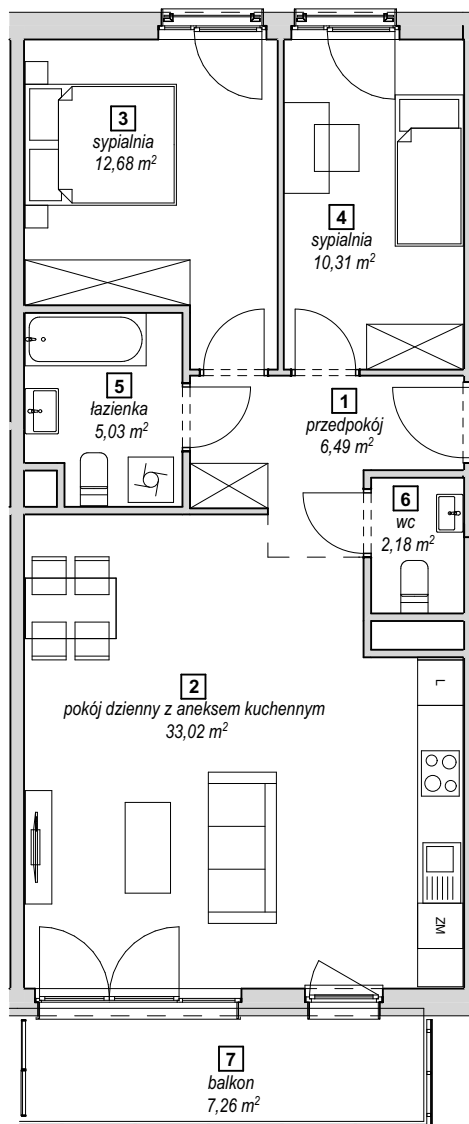 3
sypialnia
12,68 m²
4
sypialnia
10,31 m²
5
łazienka
5,03 m²
1
przedpokój
6,49 m²
6
wc
2,18 m²
2
pokój dzienny z aneksem kuchennym
33,02 m²
L
ZM
7
balkon
7,26 m²